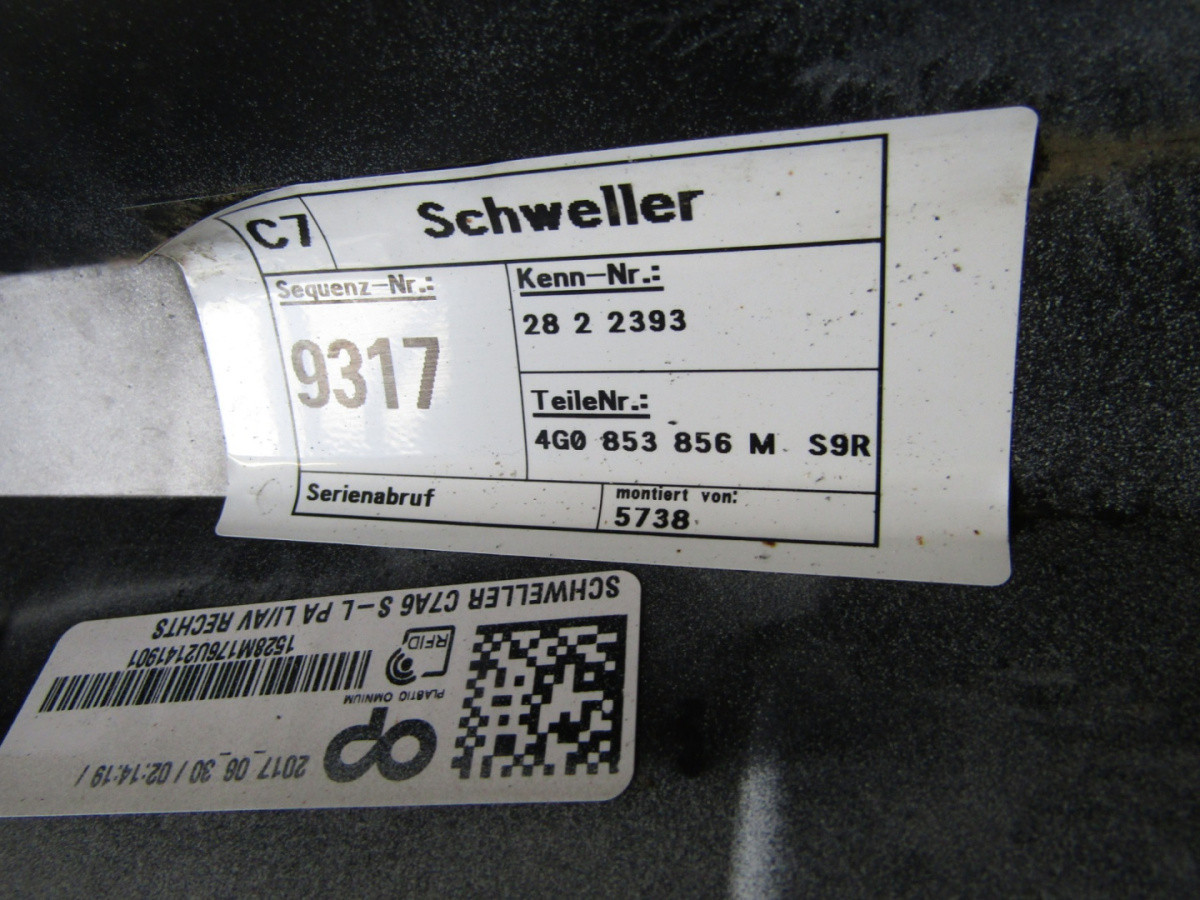 C7 Schweller
Sequenz-Nr.:
9317
Kenn-Nr.:
28 2 2393
TeileNr.:
4G0 853 856 M S9R
Serienabruf
montiert von:
5738
SCHWELLER C7A6 S-L PA LI/AV RECHTS
1528M176U2141901
RFID
PLASTIC OMNIUM
2017_06_30 / 02:14:19 /